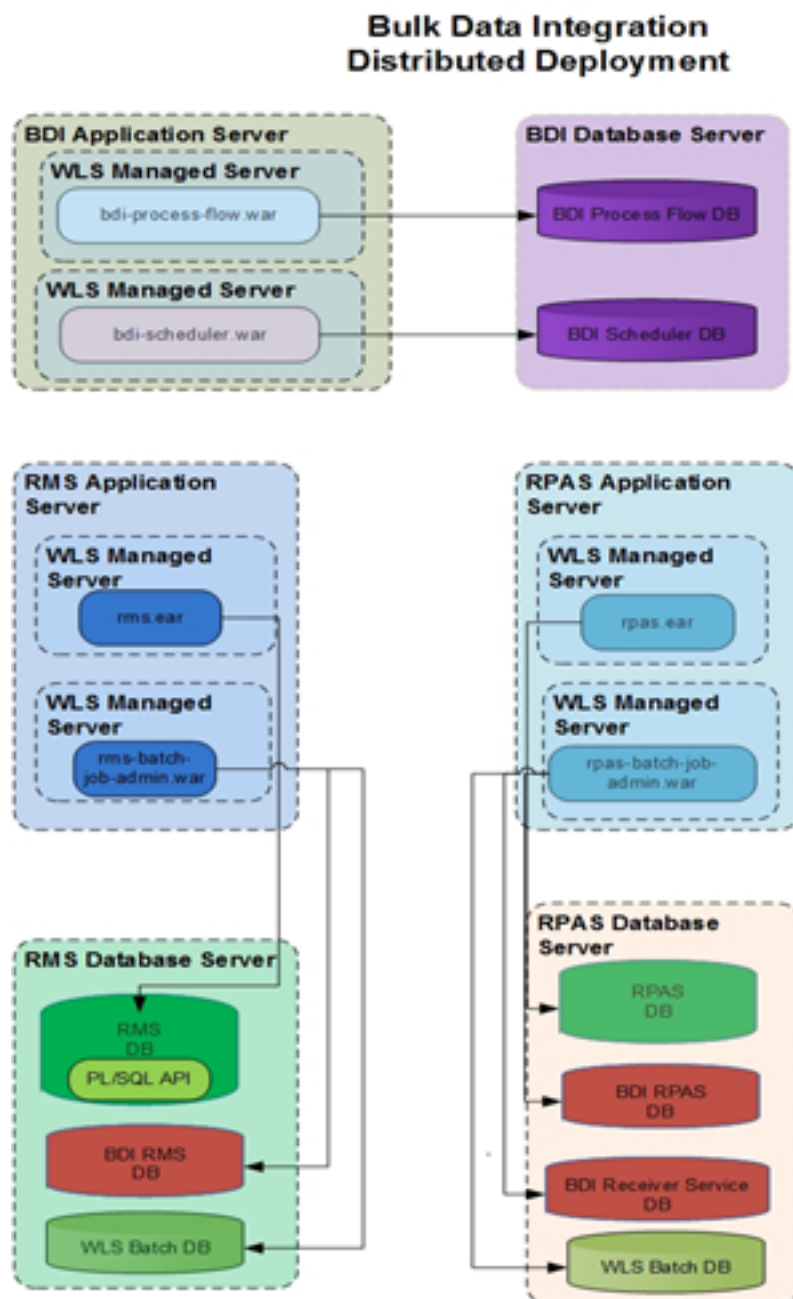 Bulk Data Integration
Distributed Deployment
BDI Application Server
WLS Managed Server
bdi-process-flow.war
WLS Managed Server
bdi-scheduler.war
BDI Database Server
BDI Process Flow DB
BDI Scheduler DB
RMS Application
Server
WLS Managed
Server
rms.ear
WLS Managed
Server
rms-batch-
job-admin.war
RPAS Application
Server
WLS Managed
Server
rpas.ear
WLS Managed
Server
rpas-batch-job-
admin.war
RMS Database Server
RMS
DB
PL/SQL API
BDI RMS
DB
WLS Batch DB
RPAS Database
Server
RPAS
DB
BDI RPAS
DB
BDI Receiver Service
DB
WLS Batch DB